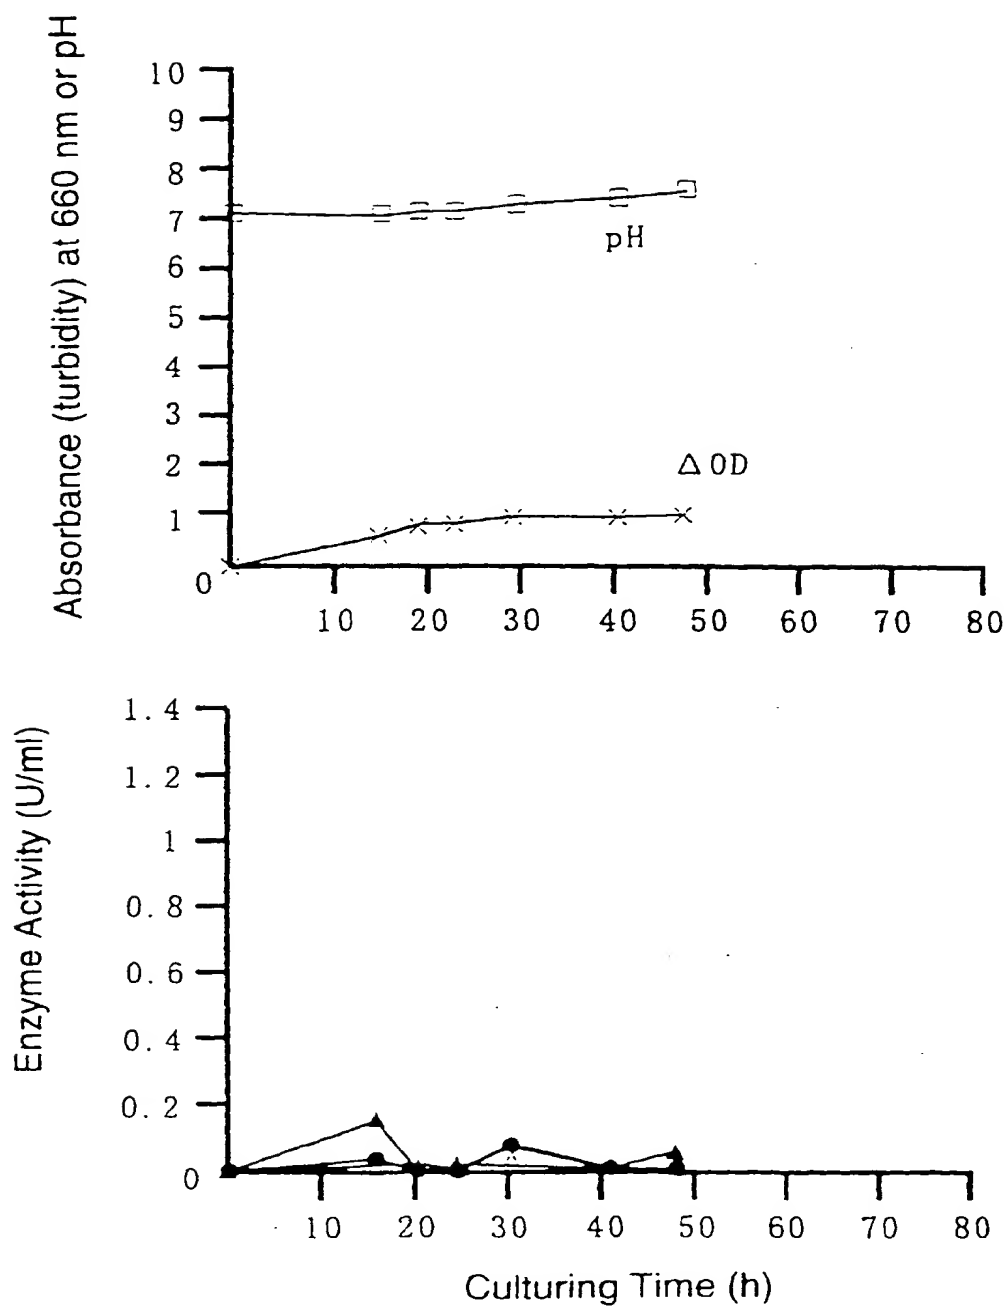 Absorbance (turbidity) at 660 nm or pH
10
9
8
7
6
5
4
3
2
1
0
pH
Δ OD
10 20 30 40 50 60 70 80
Enzyme Activity (U/ml)
1.4
1.2
1
0.8
0.6
0.4
0.2
0
10 20 30 40 50 60 70 80
Culturing Time (h)